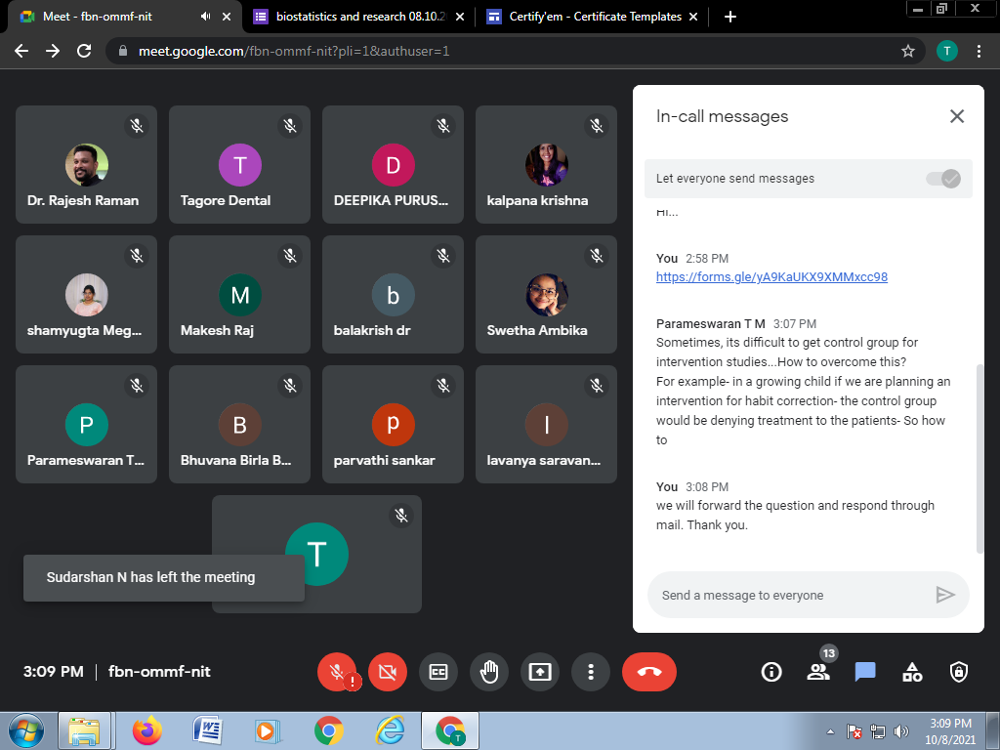 Meet - fbn-ommf-nit
biostatistics and research 08.10.2
Certify'em - Certificate Templates
meet.google.com/fbn-ommf-nit?pli=1&authuser=1
T
Dr. Rajesh Raman
T
Tagore Dental
D
DEEPIKA PURUS...
kalpana krishna
shamyugta Meg...
M
Makesh Raj
b
balakrish dr
Swetha Ambika
P
Parameswaran T...
B
Bhuvana Birla B...
p
parvathi sankar
l
lavanya saravan...
T
Sudarshan N has left the meeting
In-call messages
Let everyone send messages
Hi...
You 2:58 PM
https://forms.gle/yA9KaUKX9XMMxcc98
Parameswaran T M 3:07 PM
Sometimes, its difficult to get control group for
intervention studies...How to overcome this?
For example- in a growing child if we are planning an
intervention for habit correction- the control group
would be denying treatment to the patients- So how
to
You 3:08 PM
we will forward the question and respond through
mail. Thank you.
Send a message to everyone
3:09 PM | fbn-ommf-nit
13
3:09 PM
10/8/2021